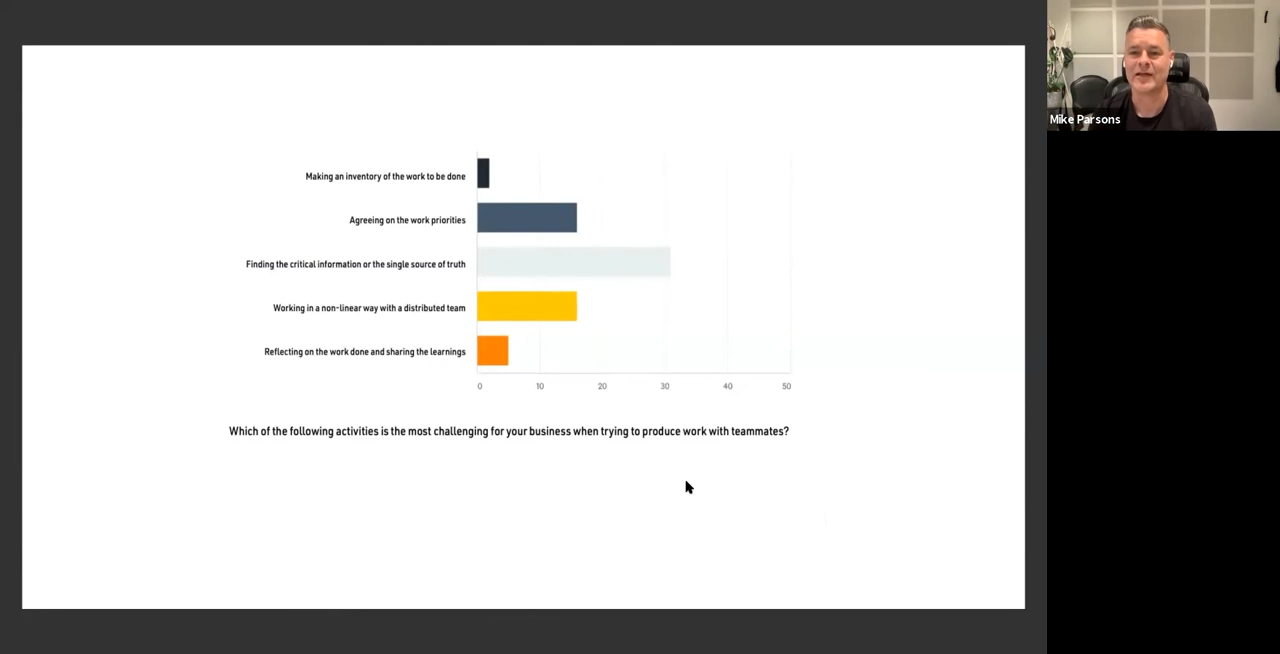 Mike Parsons
Making an inventory of the work to be done
Agreeing on the work priorities
Finding the critical information or the single source of truth
Working in a non-linear way with a distributed team
Reflecting on the work done and sharing the learnings
0 10 20 30 40 50
Which of the following activities is the most challenging for your business when trying to produce work with teammates?